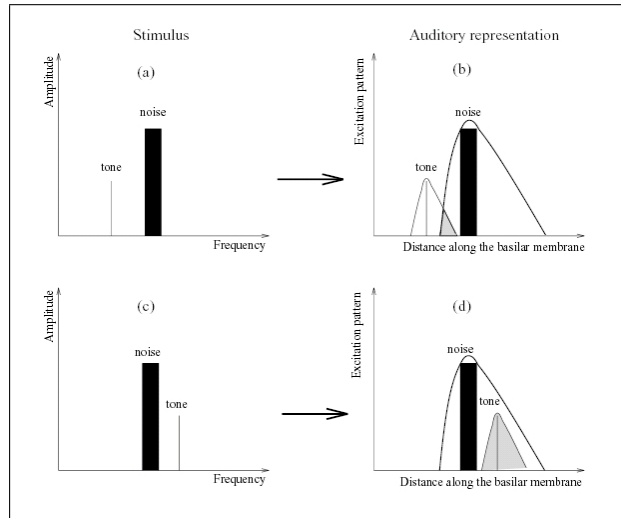 Stimulus
Auditory representation
Amplitude
(a)
noise
tone
Frequency
Excitation pattern
(b)
noise
tone
Distance along the basilar membrane
Amplitude
(c)
noise
tone
Frequency
Excitation pattern
(d)
noise
tone
Distance along the basilar membrane